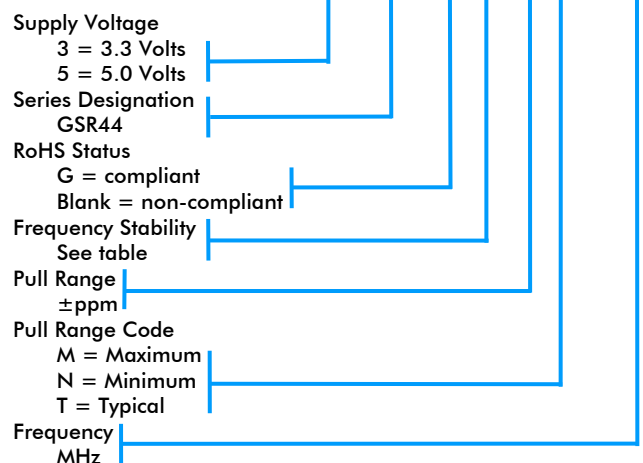 Supply Voltage
3 = 3.3 Volts
5 = 5.0 Volts
Series Designation
GSR44
RoHS Status
G = compliant
Blank = non-compliant
Frequency Stability
See table
Pull Range
±ppm
Pull Range Code
M = Maximum
N = Minimum
T = Typical
Frequency
MHz